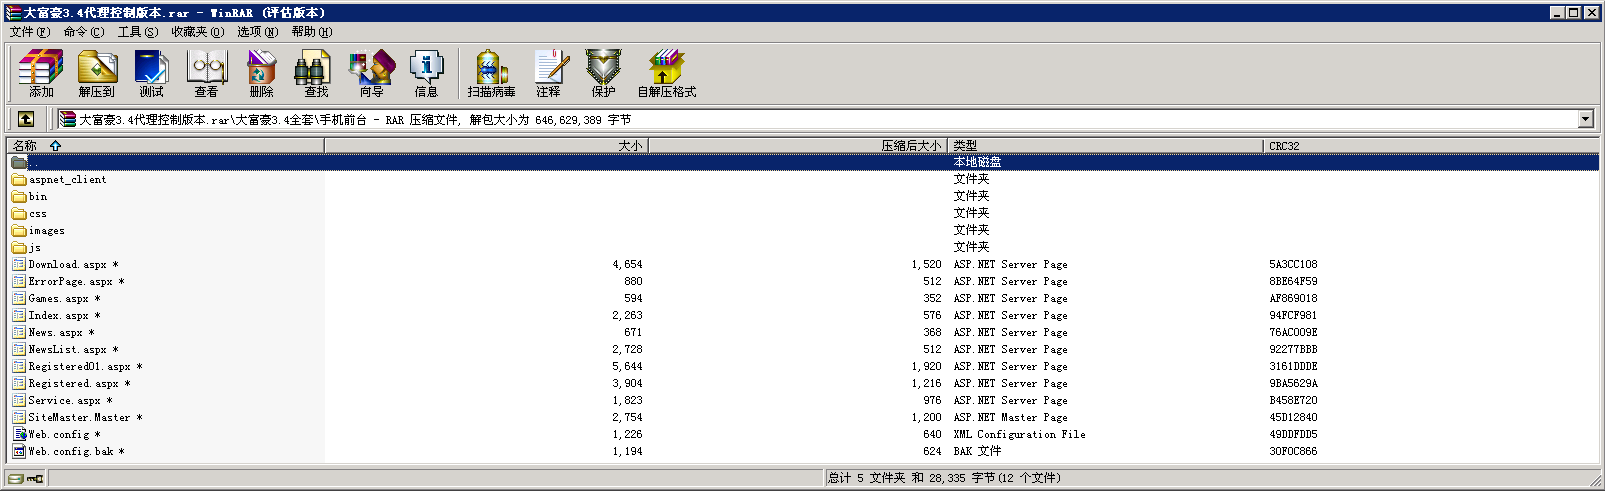 大富豪3.4代理控制版本.rar - WinRAR (评估版本)
文件(F) 命令(C) 工具(S) 收藏夹(O) 选项(N) 帮助(H)
添加 解压到 测试 查看 删除 查找 向导 信息 扫描病毒 注释 保护 自解压格式
大富豪3.4代理控制版本.rar\大富豪3.4全套\手机前台 - RAR 压缩文件, 解包大小为 646,629,389 字节
名称 大小 压缩后大小 类型 CRC32
.. 本地磁盘
aspnet_client 文件夹
bin 文件夹
css 文件夹
images 文件夹
js 文件夹
Download.aspx * 4,654 1,520 ASP.NET Server Page 5A3CC108
ErrorPage.aspx * 880 512 ASP.NET Server Page 8BE64F59
Games.aspx * 594 352 ASP.NET Server Page AF869018
Index.aspx * 2,263 576 ASP.NET Server Page 94FCF981
News.aspx * 671 368 ASP.NET Server Page 76AC009E
NewsList.aspx * 2,728 512 ASP.NET Server Page 92277BBB
Registered01.aspx * 5,644 1,920 ASP.NET Server Page 3161DDDE
Registered.aspx * 3,904 1,216 ASP.NET Server Page 9BA5629A
Service.aspx * 1,823 976 ASP.NET Server Page B458E720
SiteMaster.Master * 2,754 1,200 ASP.NET Master Page 45D12840
Web.config * 1,226 640 XML Configuration File 49DDFDD5
Web.config.bak * 1,194 624 BAK 文件 30F0C866
总计 5 文件夹 和 28,335 字节(12 个文件)